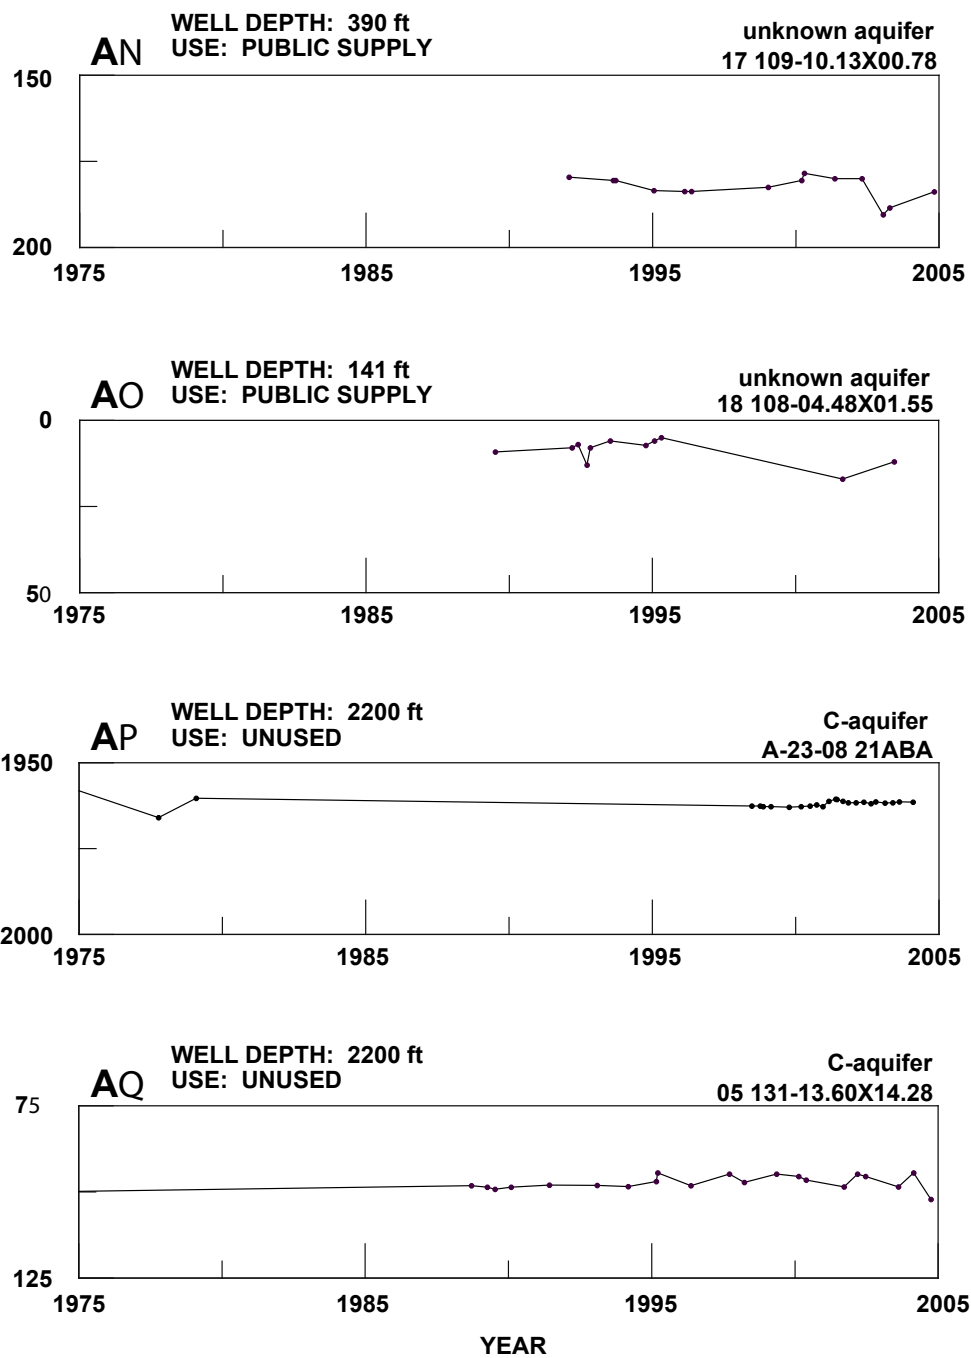 WELL DEPTH: 390 ft
AN USE: PUBLIC SUPPLY
unknown aquifer
17 109-10.13X00.78
150
200
1975 1985 1995 2005
WELL DEPTH: 141 ft
AO USE: PUBLIC SUPPLY
unknown aquifer
18 108-04.48X01.55
0
50
1975 1985 1995 2005
WELL DEPTH: 2200 ft
AP USE: UNUSED
C-aquifer
A-23-08 21ABA
1950
2000
1975 1985 1995 2005
WELL DEPTH: 2200 ft
AQ USE: UNUSED
C-aquifer
05 131-13.60X14.28
75
125
1975 1985 1995 2005
YEAR